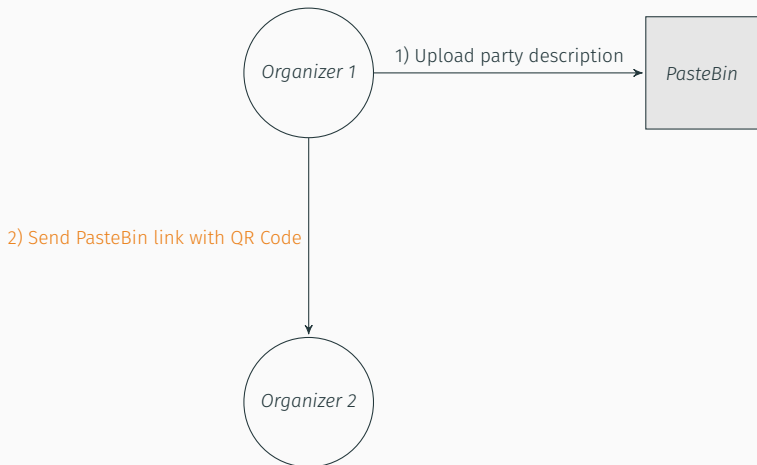 Organizer 1
1) Upload party description
PasteBin
2) Send PasteBin link with QR Code
Organizer 2